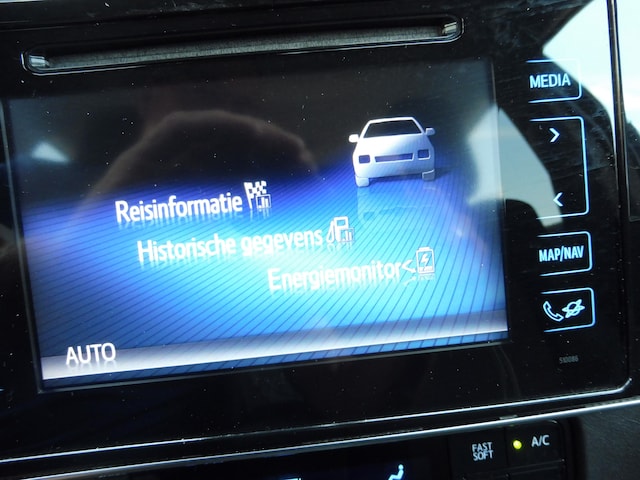 MEDIA
Reisinformatie
Historische gegevens
MAP/NAV
Energiemonitor
AUTO
FAST
SOFT
A/C